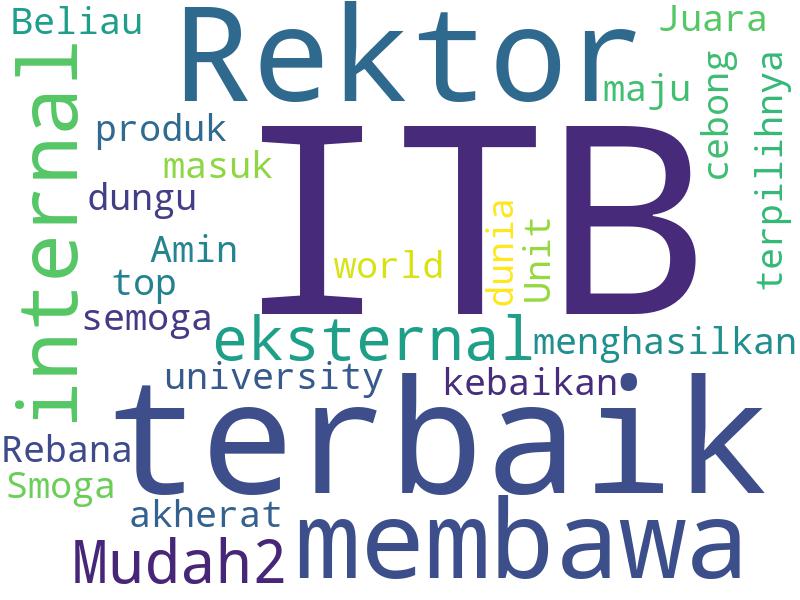 Beliau
Rektor
Juara
internal
maju
cebong
terpilihnya
produk
ITB
masuk
dungu
Amin
world
dunia
Unit
top
semoga
eksternal
menghasilkan
university
kebaikan
terbaik
Rebana
Smoga
akherat
membawa
Mudah2